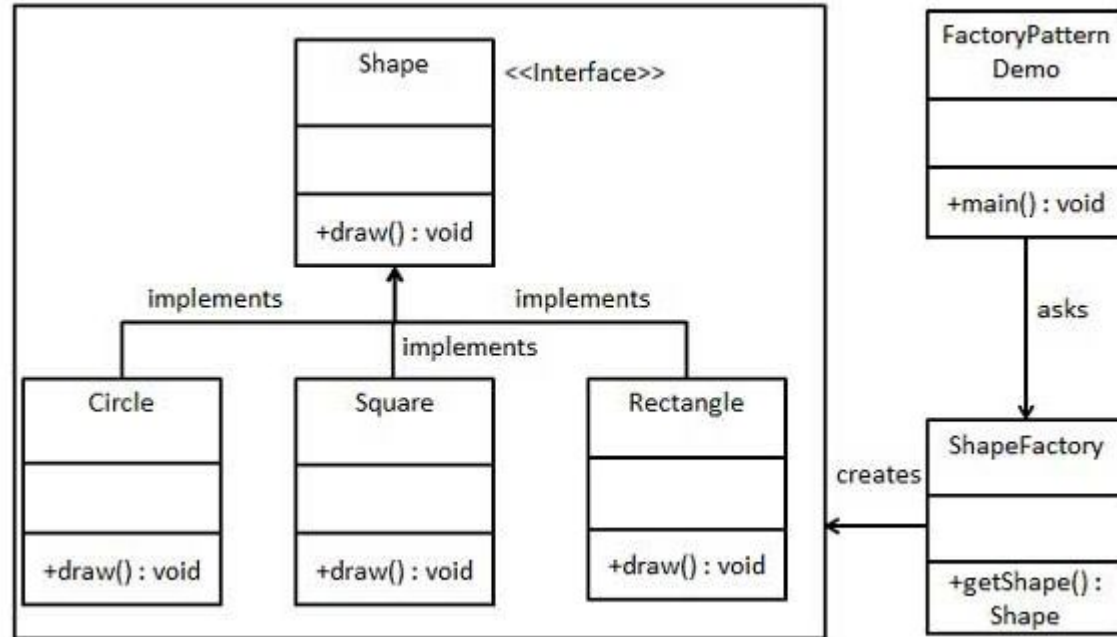 Shape
<<Interface>>
+draw() : void
implements
implements
implements
Circle
+draw() : void
Square
+draw() : void
Rectangle
+draw() : void
FactoryPattern
Demo
+main() : void
asks
creates
ShapeFactory
+getShape() :
Shape